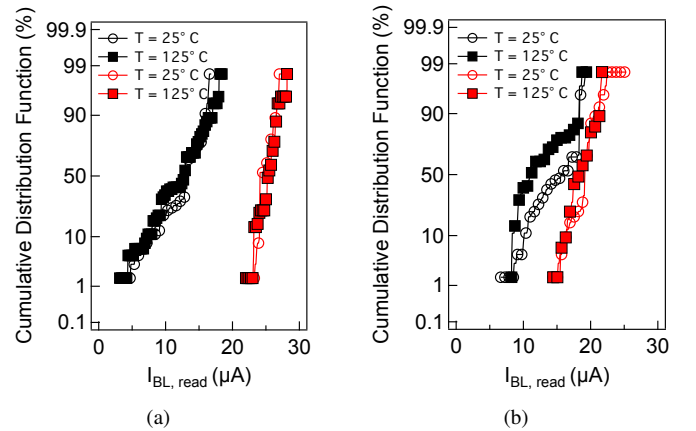 Cumulative Distribution Function (%)
99.9
99
90
50
10
1
0.1
T = 25° C
T = 125° C
T = 25° C
T = 125° C
0 10 20 30
I_BL, read (µA)
(a)
Cumulative Distribution Function (%)
99.9
99
90
50
10
1
0.1
T = 25° C
T = 125° C
T = 25° C
T = 125° C
0 10 20 30
I_BL, read (µA)
(b)